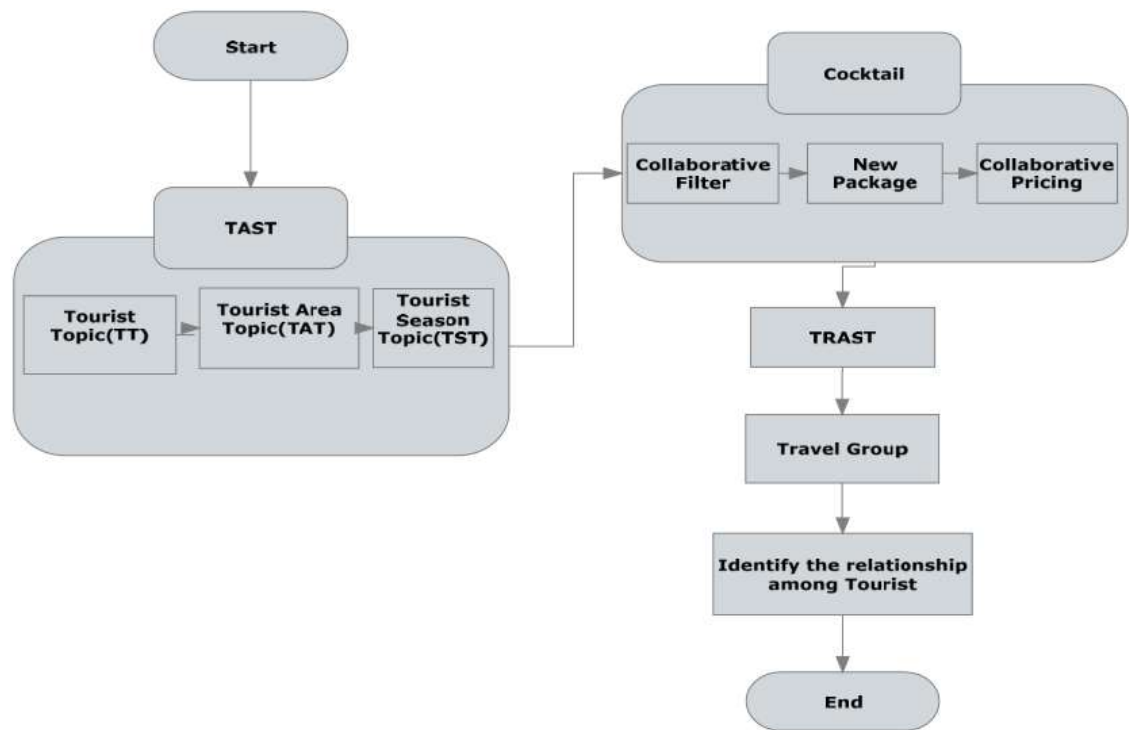 Start
TAST
Tourist
Topic(TT)
Tourist Area
Topic(TAT)
Tourist
Season
Topic(TST)
Cocktail
Collaborative
Filter
New
Package
Collaborative
Pricing
TRAST
Travel Group
Identify the relationship
among Tourist
End